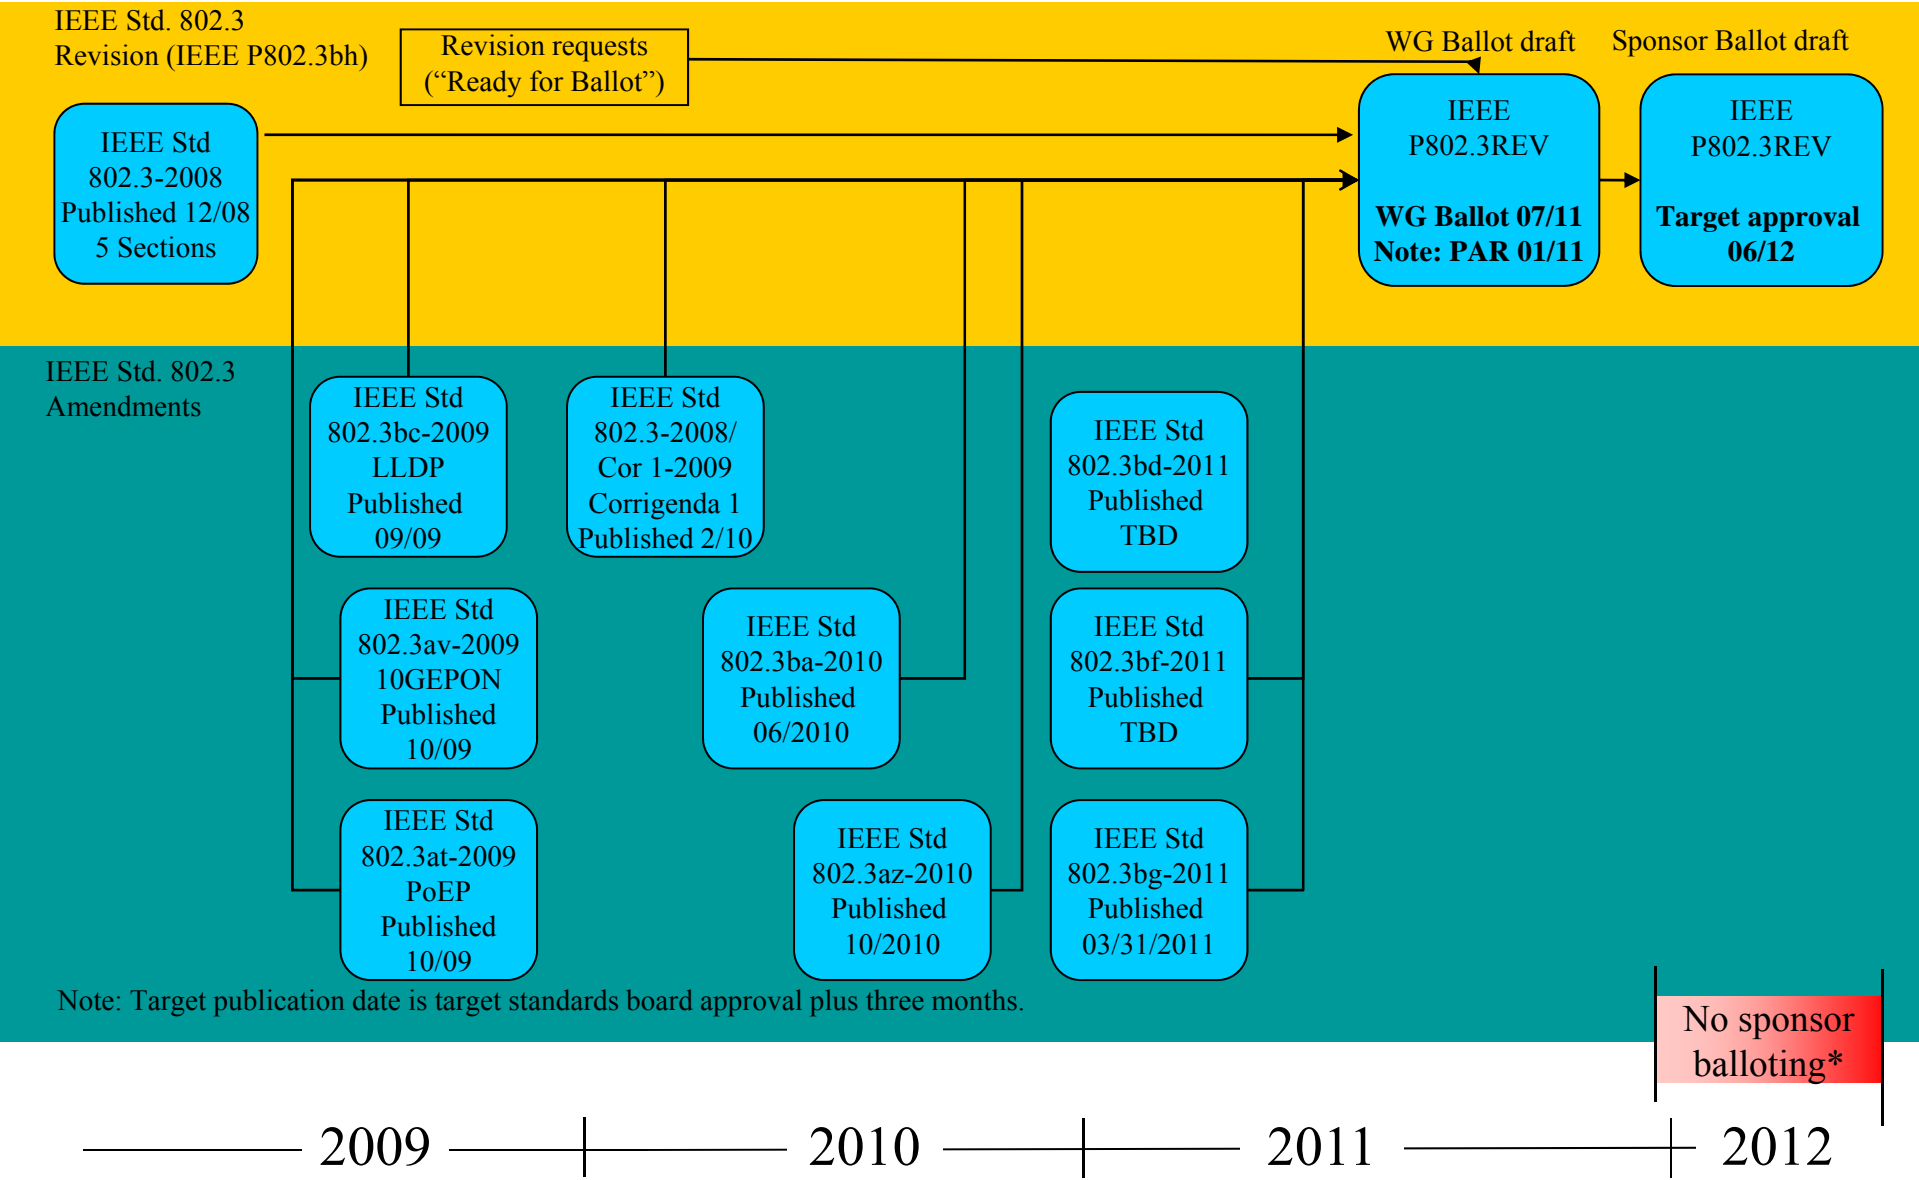 IEEE Std. 802.3
Revision (IEEE P802.3bh)
Revision requests
(“Ready for Ballot”)
WG Ballot draft
Sponsor Ballot draft
IEEE Std
802.3-2008
Published 12/08
5 Sections
IEEE
P802.3REV
WG Ballot 07/11
Note: PAR 01/11
IEEE
P802.3REV
Target approval
06/12
IEEE Std. 802.3
Amendments
IEEE Std
802.3bc-2009
LLDP
Published
09/09
IEEE Std
802.3-2008/
Cor 1-2009
Corrigenda 1
Published 2/10
IEEE Std
802.3bd-2011
Published
TBD
IEEE Std
802.3av-2009
10GEPON
Published
10/09
IEEE Std
802.3ba-2010
Published
06/2010
IEEE Std
802.3bf-2011
Published
TBD
IEEE Std
802.3at-2009
PoEP
Published
10/09
IEEE Std
802.3az-2010
Published
10/2010
IEEE Std
802.3bg-2011
Published
03/31/2011
Note: Target publication date is target standards board approval plus three months.
No sponsor
balloting*
2009
2010
2011
2012